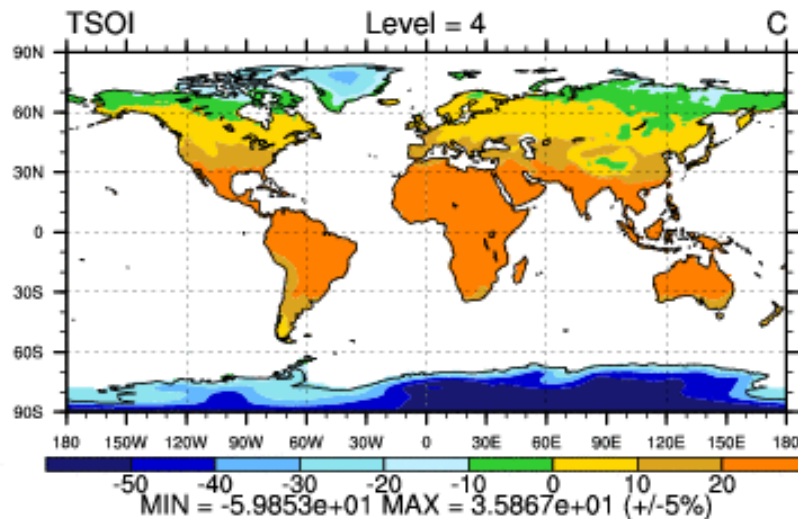 TSOI Level = 4 C
90N
60N
30N
0
30S
60S
90S
180 150W 120W 90W 60W 30W 0 30E 60E 90E 120E 150E 180
-50 -40 -30 -20 -10 0 10 20
MIN = -5.9853e+01 MAX = 3.5867e+01 (+/-5%)